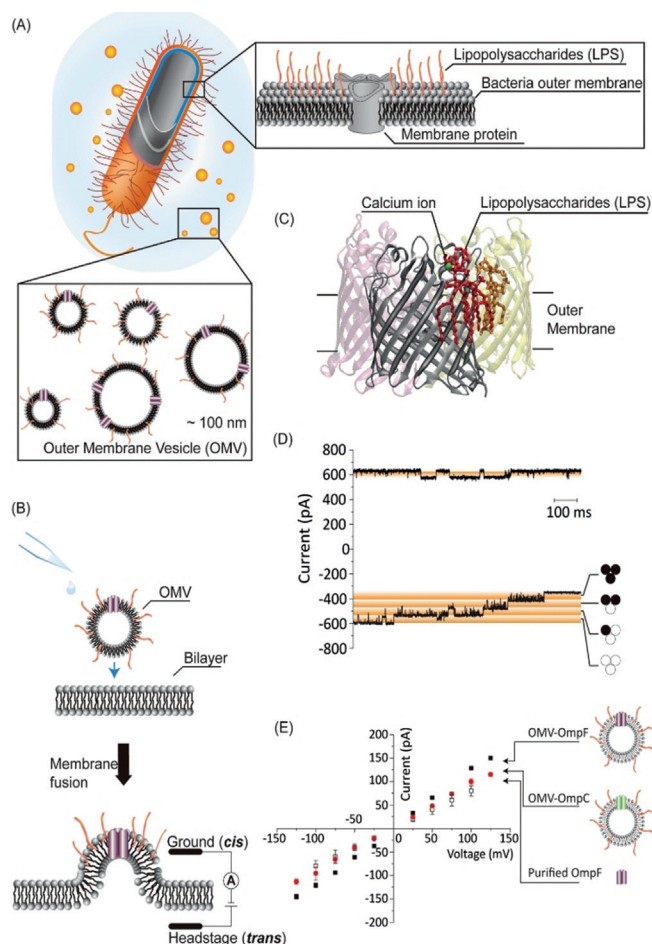 (A)
Lipopolysaccharides (LPS)
Bacteria outer membrane
Membrane protein
~ 100 nm
Outer Membrane Vesicle (OMV)
(C)
Calcium ion
Lipopolysaccharides (LPS)
Outer
Membrane
(B)
OMV
Bilayer
Membrane
fusion
Ground (cis)
A
Headstage (trans)
(D)
800
600
400
200
0
-200
-400
-600
-800
Current (pA)
100 ms
(E)
200
150
100
50
Current (pA)
-150
-100
-50
0
50
100
150
Voltage (mV)
-50
-100
-150
-200
OMV-OmpF
OMV-OmpC
Purified OmpF